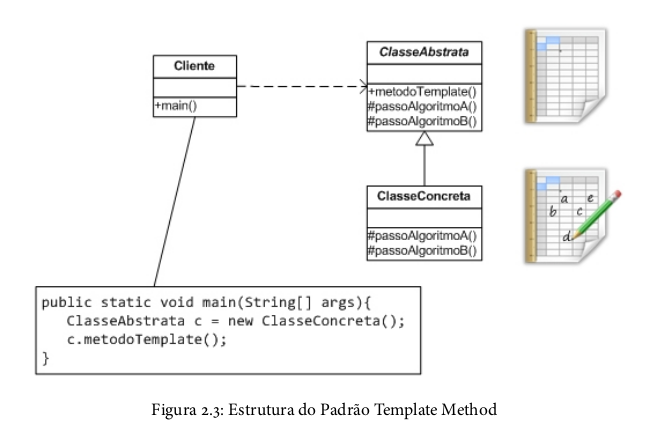 Cliente
+main()
ClasseAbstrata
+metodoTemplate()
#passoAlgoritmoA()
#passoAlgoritmoB()
ClasseConcreta
#passoAlgoritmoA()
#passoAlgoritmoB()
a e
b c
d
public static void main(String[] args){
ClasseAbstrata c = new ClasseConcreta();
c.metodoTemplate();
}
Figura 2.3: Estrutura do Padrão Template Method